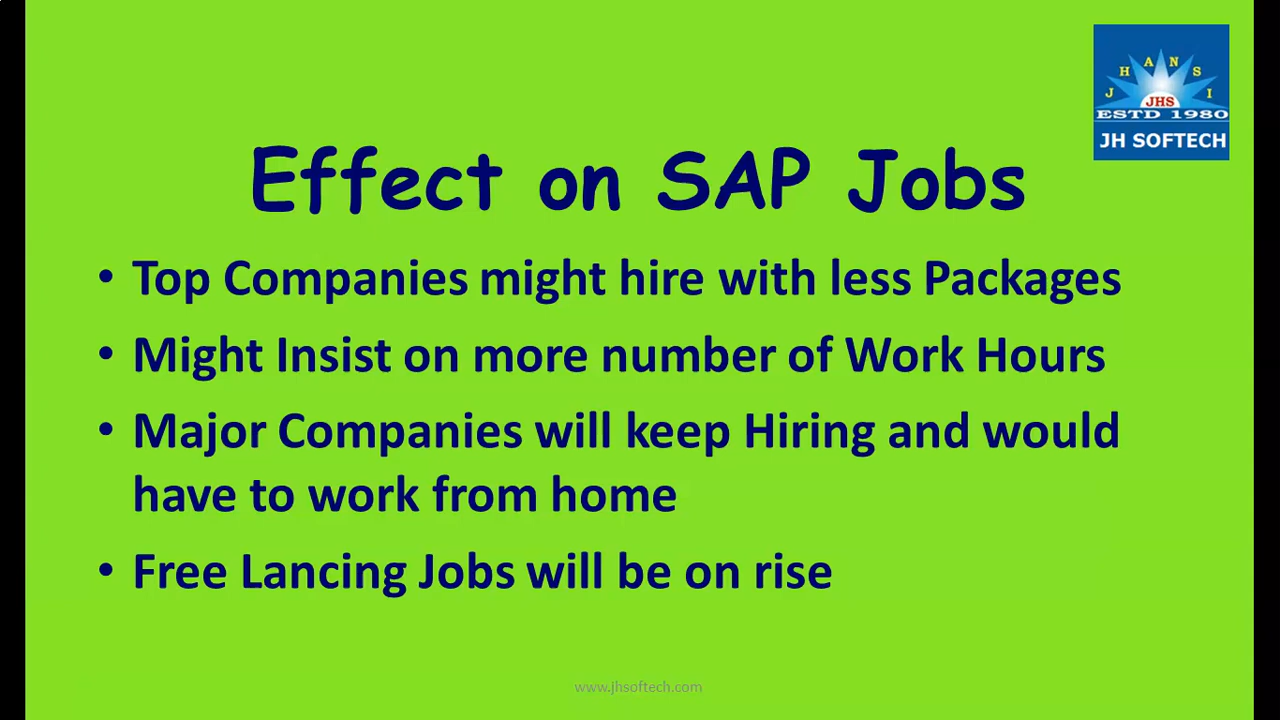 JHANSI
JHS
ESTD 1980
JH SOFTECH
Effect on SAP Jobs
• Top Companies might hire with less Packages
• Might Insist on more number of Work Hours
• Major Companies will keep Hiring and would
have to work from home
• Free Lancing Jobs will be on rise
www.jhsoftech.com